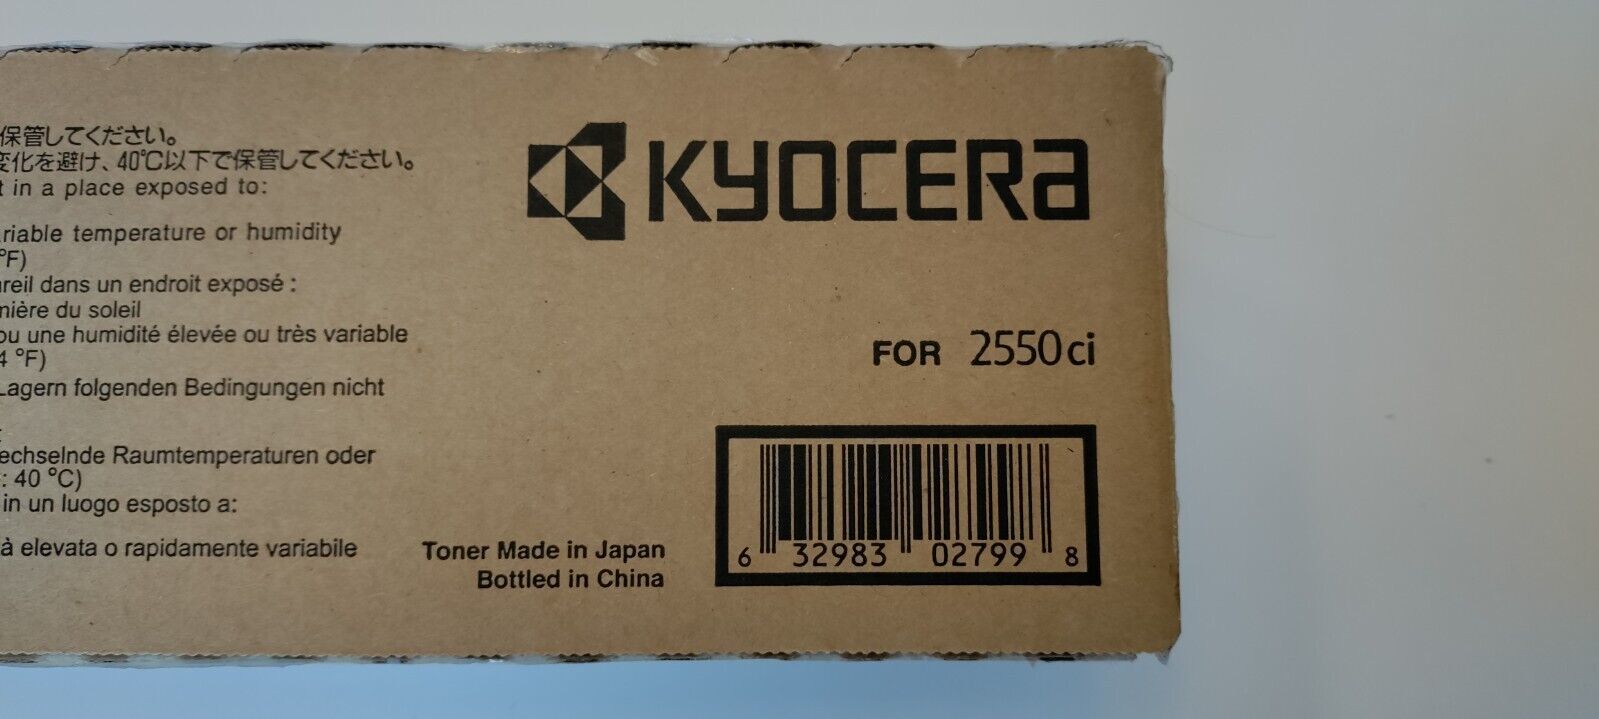 保管してください。
変化を避け、40℃以下で保管してください。
t in a place exposed to:
riable temperature or humidity
°F)
reil dans un endroit exposé :
mière du soleil
ou une humidité élevée ou très variable
4 °F)
Lagern folgenden Bedingungen nicht
:
echselnde Raumtemperaturen oder
: 40 °C)
in un luogo esposto a:
à elevata o rapidamente variabile
KYOCERA
FOR 2550ci
Toner Made in Japan
Bottled in China
6 32983 02799 8